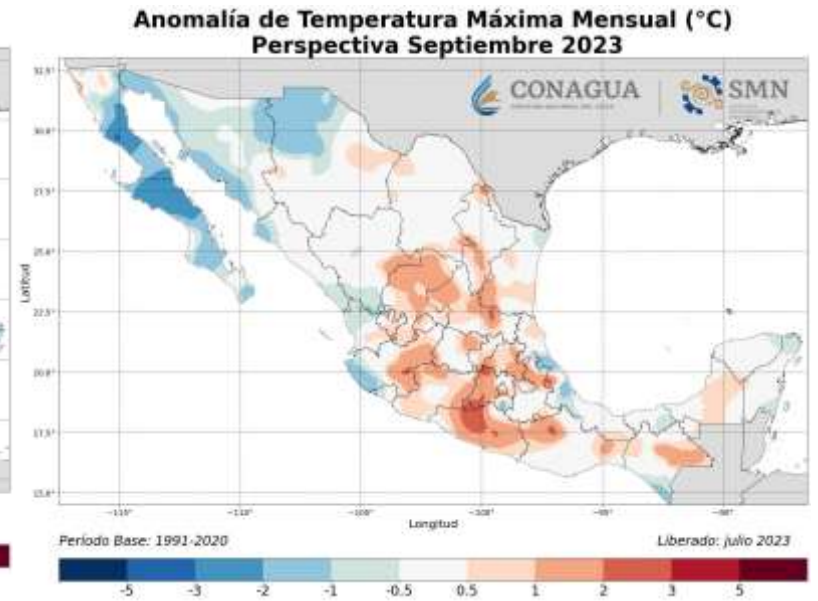 Anomalía de Temperatura Máxima Mensual (°C)
Perspectiva Septiembre 2023
CONAGUA
SMN
Latitud
Longitud
Período Base: 1991-2020
Liberado: julio 2023
-5 -3 -2 -1 -0.5 0.5 1 2 3 5